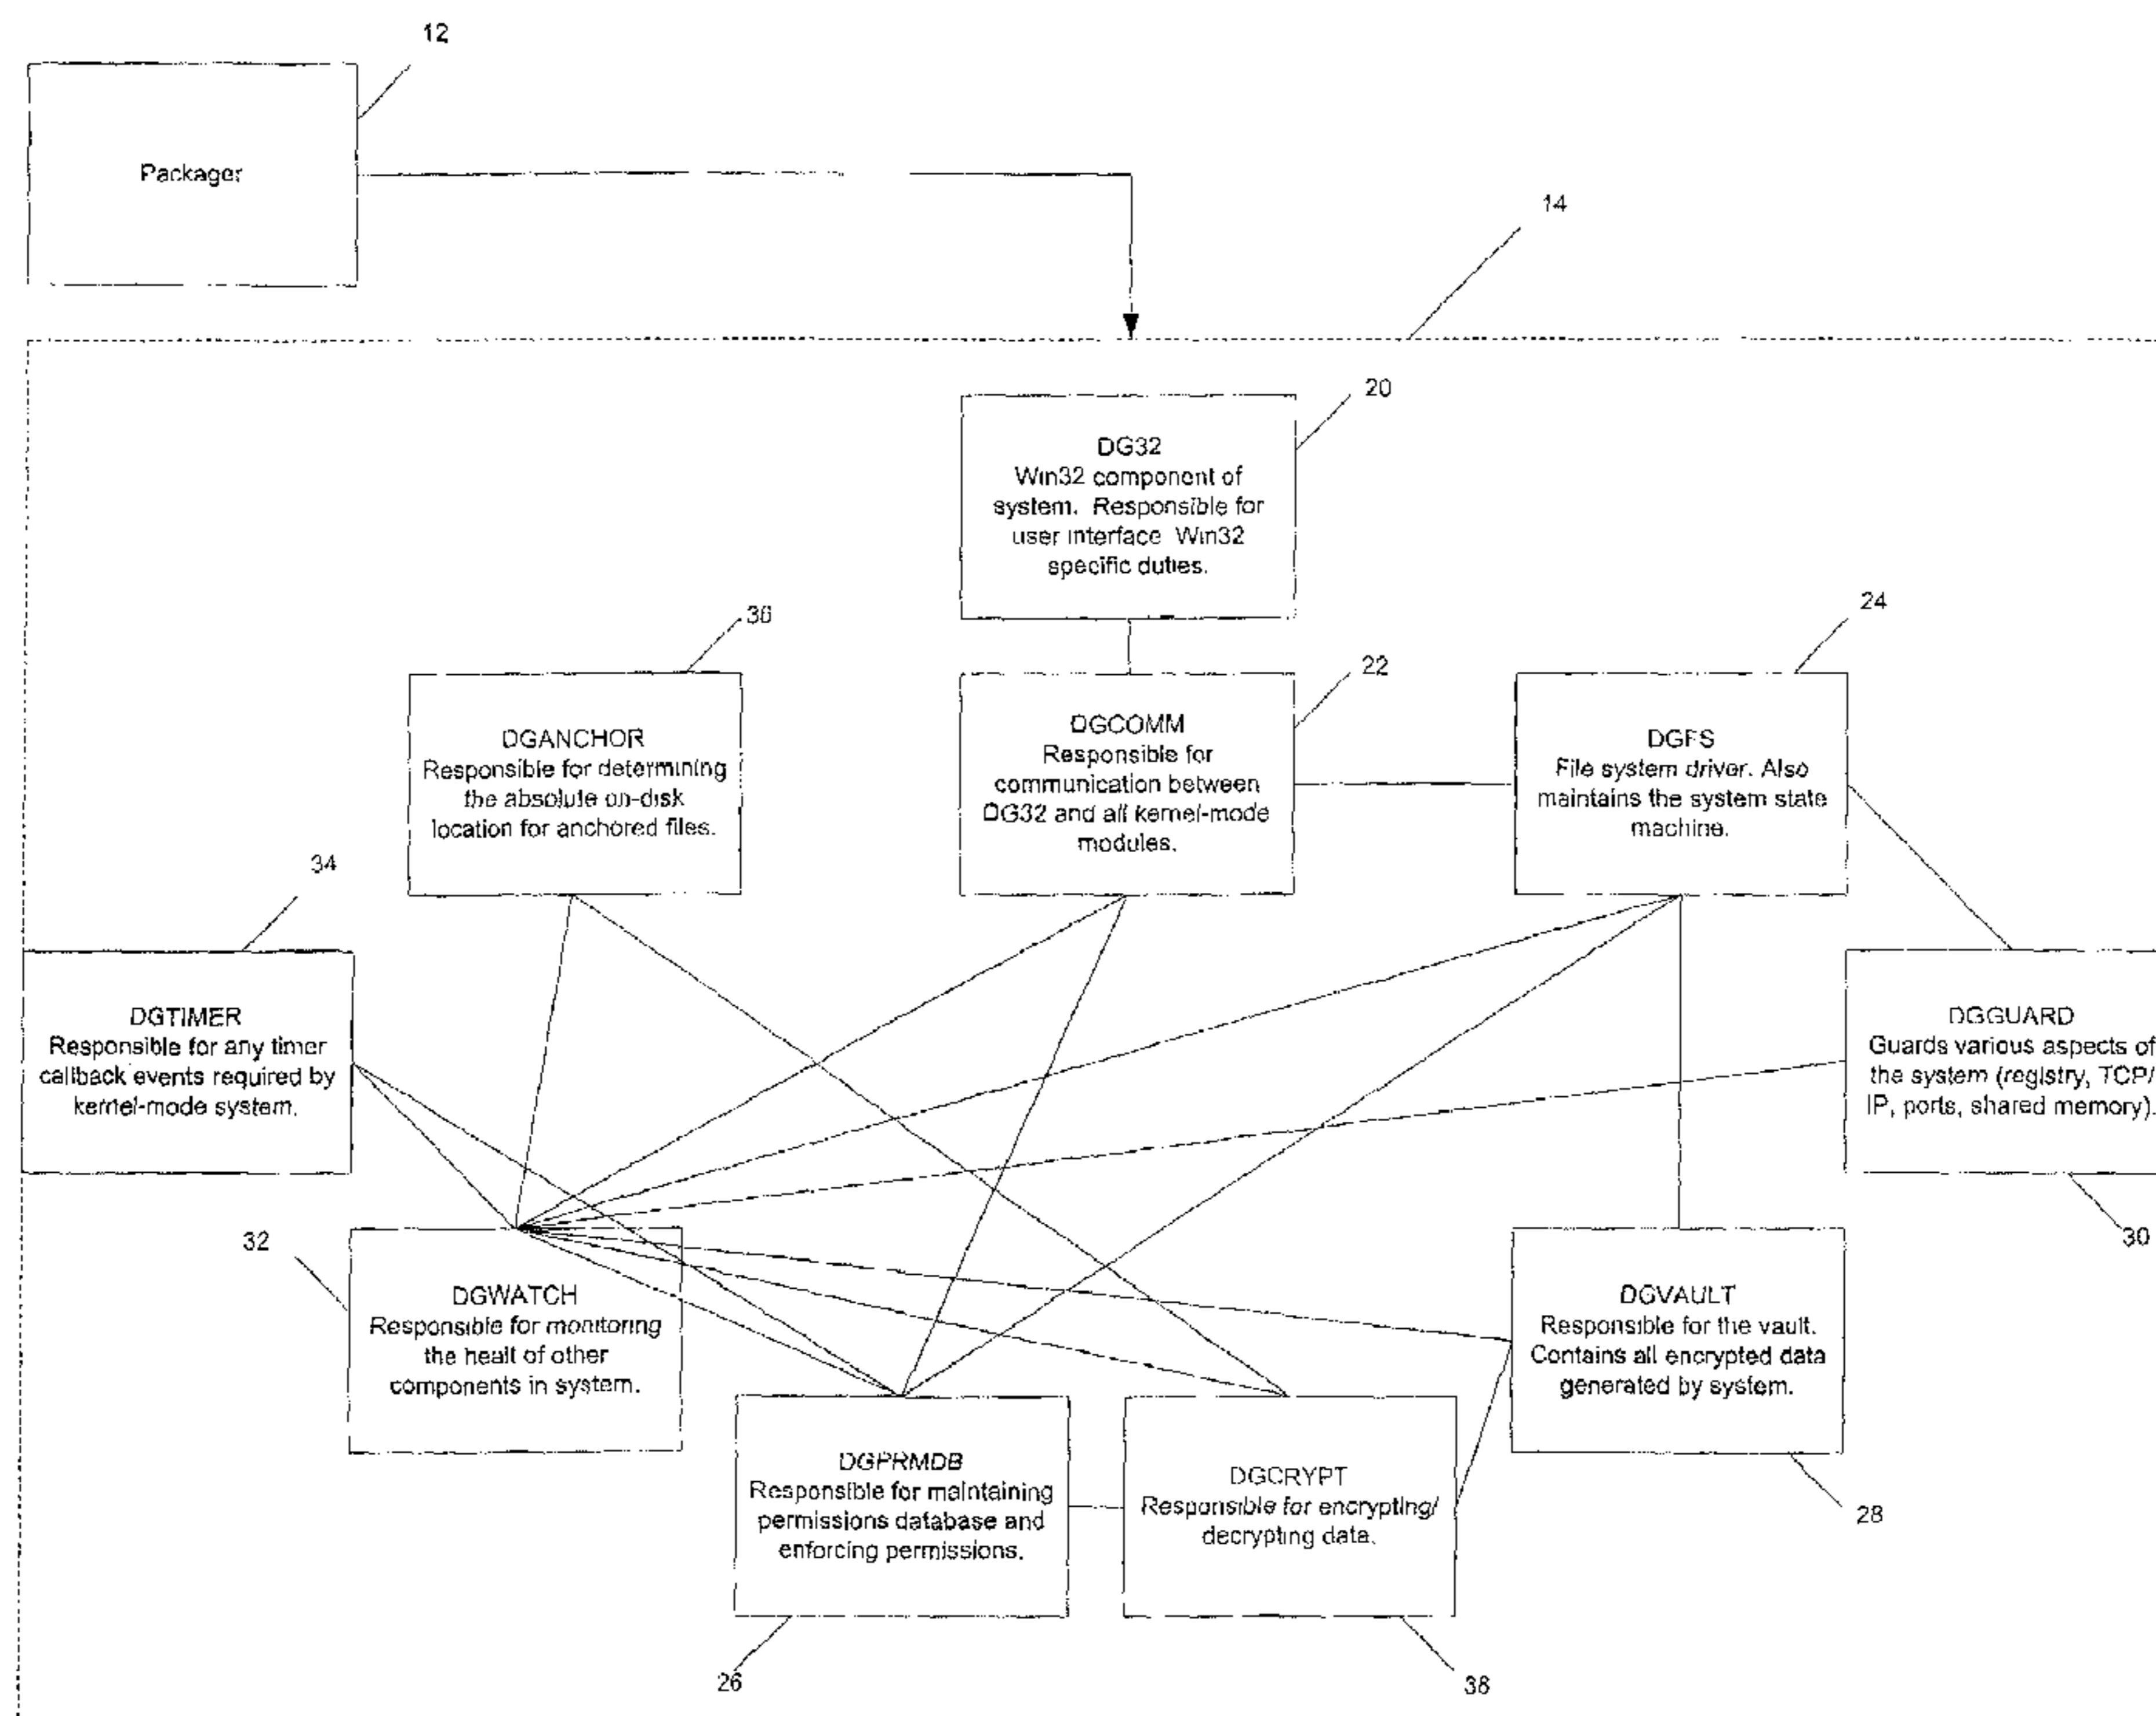 12
Packager
14
20
DG32
Win32 component of
system. Responsible for
user interface Win32
specific duties.
36
24
22
DGANCHOR
Responsible for determining
the absolute on-disk
location for anchored files.
DGCOMM
Responsible for
communication between
DG32 and all kernel-mode
modules.
DGFS
File system driver. Also
maintains the system state
machine.
34
DGTIMER
Responsible for any timer
callback events required by
kernel-mode system.
DGGUARD
Guards various aspects of
the system (registry, TCP/
IP, ports, shared memory).
30
32
DGWATCH
Responsible for monitoring
the healt of other
components in system.
DGVAULT
Responsible for the vault.
Contains all encrypted data
generated by system.
28
DGPRMDB
Responsible for maintaining
permissions database and
enforcing permissions.
DGCRYPT
Responsible for encrypting/
decrypting data.
26
38